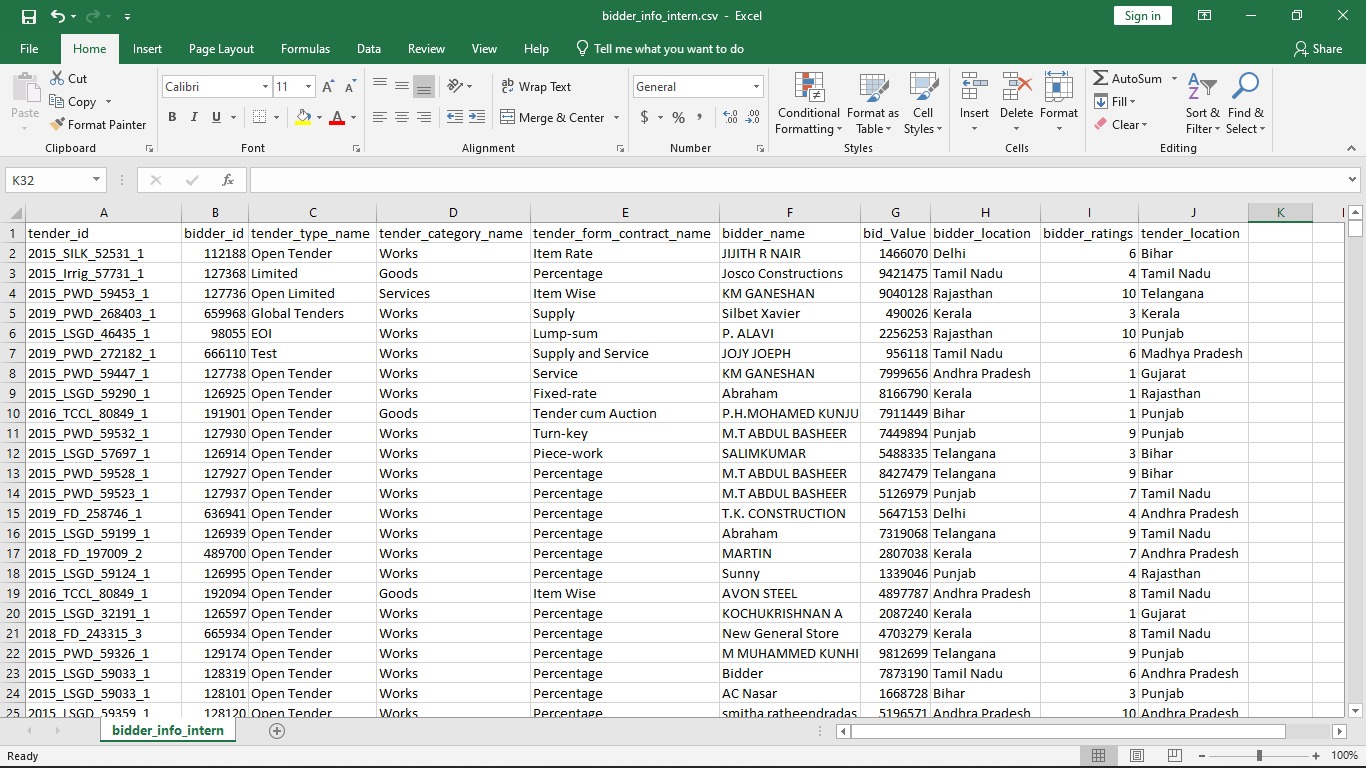 bidder_info_intern.csv - Excel
Sign in
File Home Insert Page Layout Formulas Data Review View Help Tell me what you want to do Share
Paste
Cut
Copy
Format Painter
Clipboard
Calibri 11
B I U
Font
Wrap Text
Merge & Center
Alignment
General
$ % ,
Number
Conditional Formatting
Format as Table
Cell Styles
Styles
Insert Delete Format
Cells
AutoSum
Fill
Clear
Sort & Filter
Find & Select
Editing
K32
fx
A B C D E F G H I J K
1 tender_id bidder_id tender_type_name tender_category_name tender_form_contract_name bidder_name bid_Value bidder_location bidder_ratings tender_location
2 2015_SILK_52531_1 112188 Open Tender Works Item Rate JIJITH R NAIR 1466070 Delhi 6 Bihar
3 2015_Irrig_57731_1 127368 Limited Goods Percentage Josco Constructions 9421475 Tamil Nadu 4 Tamil Nadu
4 2015_PWD_59453_1 127736 Open Limited Services Item Wise KM GANESHAN 9040128 Rajasthan 10 Telangana
5 2019_PWD_268403_1 659968 Global Tenders Works Supply Silbet Xavier 490026 Kerala 3 Kerala
6 2015_LSGD_46435_1 98055 EOI Works Lump-sum P. ALAVI 2256253 Rajasthan 10 Punjab
7 2019_PWD_272182_1 666110 Test Works Supply and Service JOJY JOEPH 956118 Tamil Nadu 6 Madhya Pradesh
8 2015_PWD_59447_1 127738 Open Tender Works Service KM GANESHAN 7999656 Andhra Pradesh 1 Gujarat
9 2015_LSGD_59290_1 126925 Open Tender Works Fixed-rate Abraham 8166790 Kerala 1 Rajasthan
10 2016_TCCL_80849_1 191901 Open Tender Goods Tender cum Auction P.H.MOHAMED KUNJU 7911449 Bihar 1 Punjab
11 2015_PWD_59532_1 127930 Open Tender Works Turn-key M.T ABDUL BASHEER 7449894 Punjab 9 Punjab
12 2015_LSGD_57697_1 126914 Open Tender Works Piece-work SALIMKUMAR 5488335 Telangana 3 Bihar
13 2015_PWD_59528_1 127927 Open Tender Works Percentage M.T ABDUL BASHEER 8427479 Telangana 9 Bihar
14 2015_PWD_59523_1 127937 Open Tender Works Percentage M.T ABDUL BASHEER 5126979 Punjab 7 Tamil Nadu
15 2019_FD_258746_1 636941 Open Tender Works Percentage T.K. CONSTRUCTION 5647153 Delhi 4 Andhra Pradesh
16 2015_LSGD_59199_1 126939 Open Tender Works Percentage Abraham 7319068 Telangana 9 Tamil Nadu
17 2018_FD_197009_2 489700 Open Tender Works Percentage MARTIN 2807038 Kerala 7 Andhra Pradesh
18 2015_LSGD_59124_1 126995 Open Tender Works Percentage Sunny 1339046 Punjab 4 Rajasthan
19 2016_TCCL_80849_1 192094 Open Tender Goods Item Wise AVON STEEL 4897787 Andhra Pradesh 8 Tamil Nadu
20 2015_LSGD_32191_1 126597 Open Tender Works Percentage KOCHUKRISHNAN A 2087240 Kerala 1 Gujarat
21 2018_FD_243315_3 665934 Open Tender Works Percentage New General Store 4703279 Kerala 8 Tamil Nadu
22 2015_PWD_59326_1 129174 Open Tender Works Percentage M MUHAMMED KUNHI 9812699 Telangana 9 Punjab
23 2015_LSGD_59033_1 128319 Open Tender Works Percentage Bidder 7873190 Tamil Nadu 6 Andhra Pradesh
24 2015_LSGD_59033_1 128101 Open Tender Works Percentage AC Nasar 1668728 Bihar 3 Punjab
25 2015_LSGD_59359_1 128120 Open Tender Works Percentage smitha ratheendradas 5196571 Andhra Pradesh 10 Andhra Pradesh
bidder_info_intern
Ready
100%